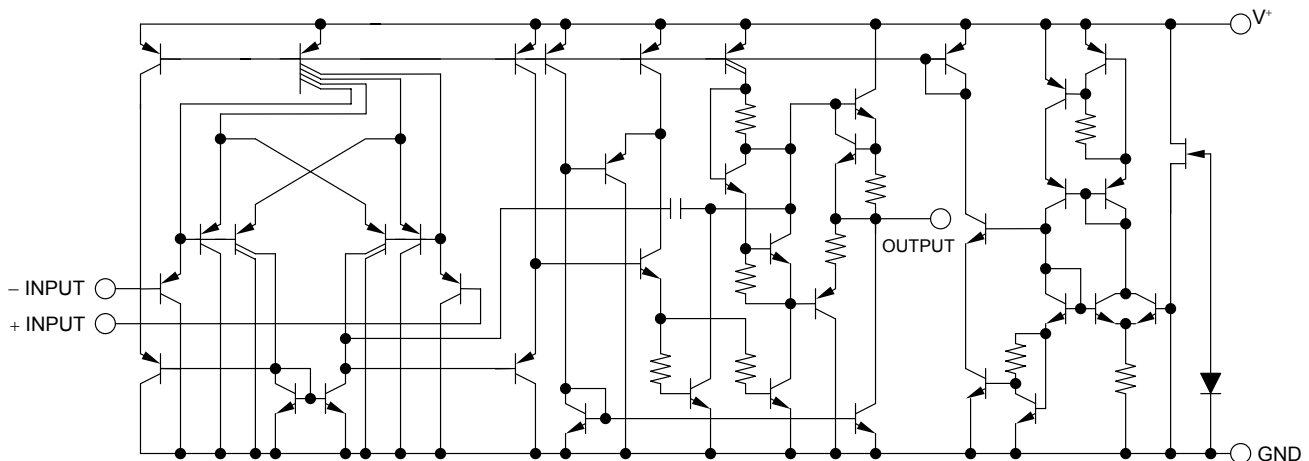 V+
− INPUT
+ INPUT
OUTPUT
GND